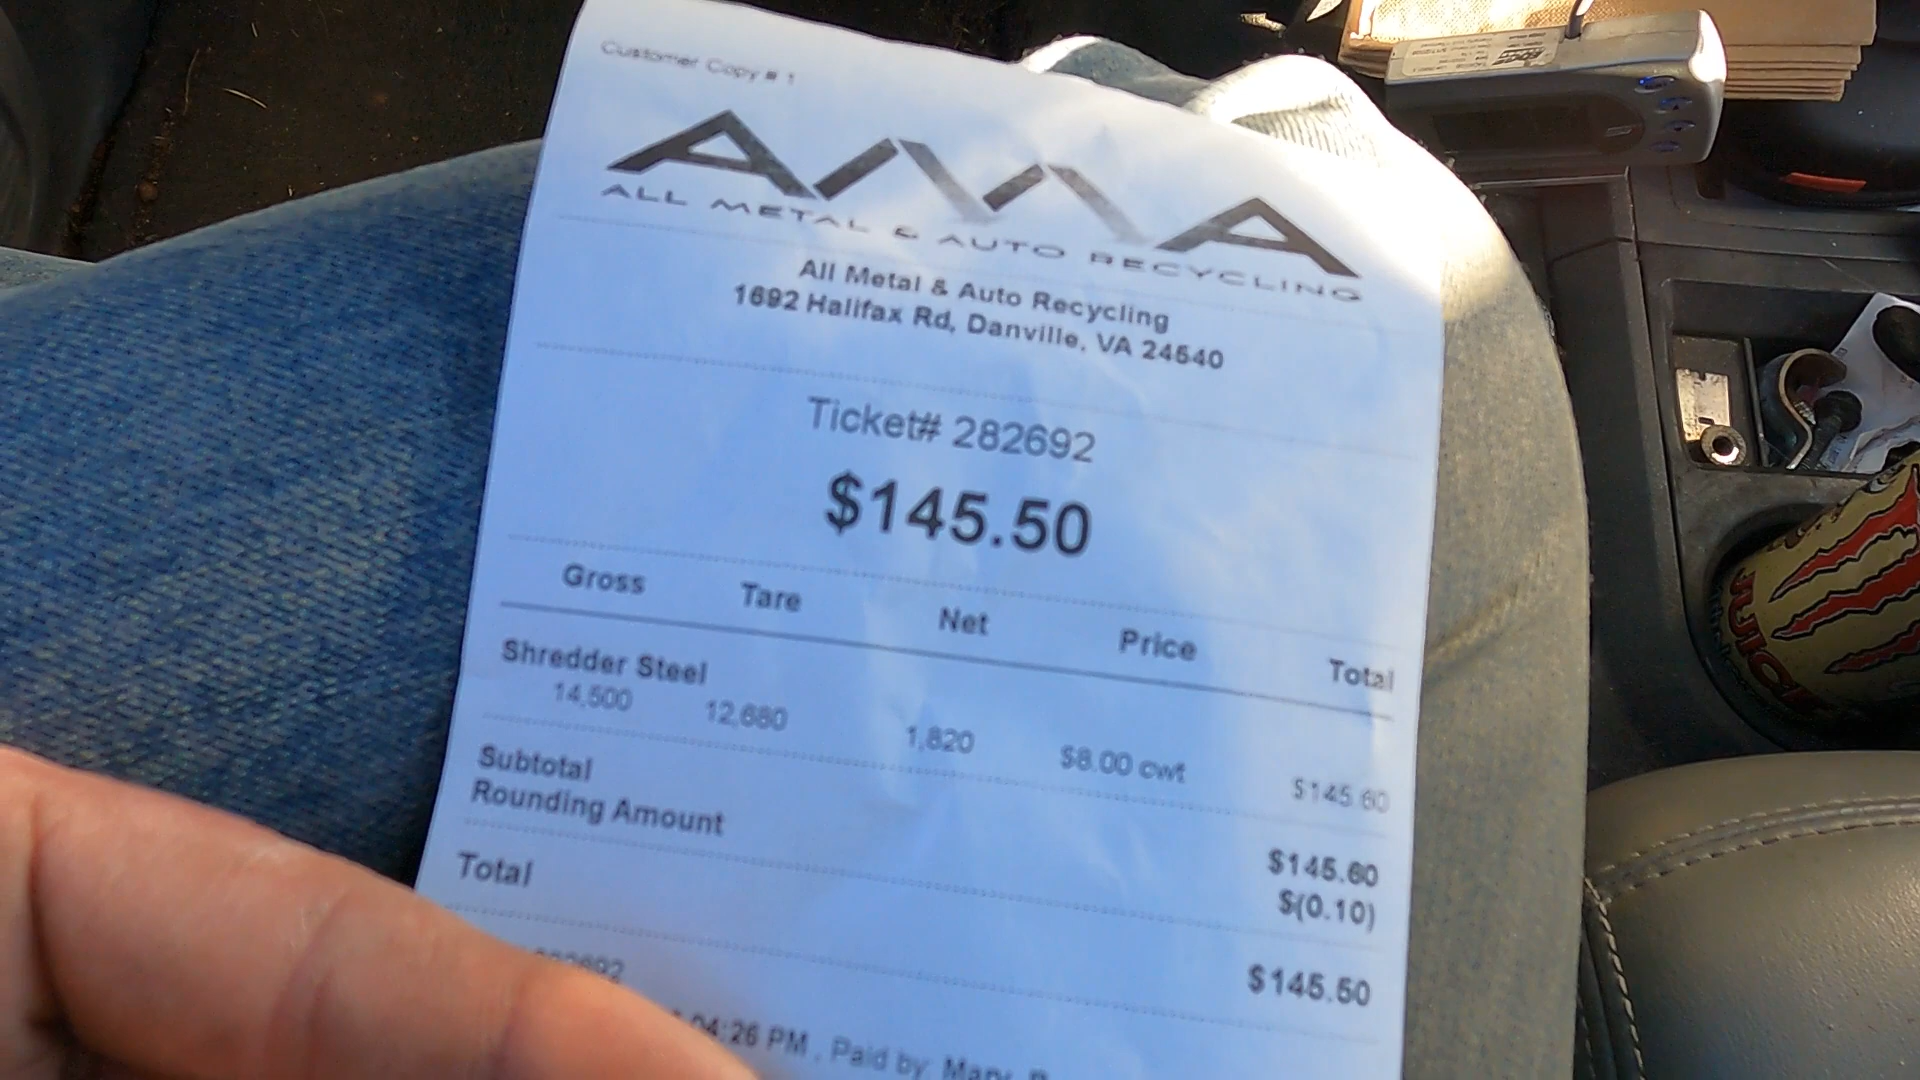 Customer Copy # 1
AMA
ALL METAL & AUTO RECYCLING
All Metal & Auto Recycling
1692 Halifax Rd, Danville, VA 24540
Ticket# 282692
$145.50
Gross Tare Net Price Total
Shredder Steel
14,500 12,680 1,820 $8.00 cwt $145.60
Subtotal $145.60
Rounding Amount $(0.10)
Total $145.50
04:26 PM , Paid by: Mary
JUICE